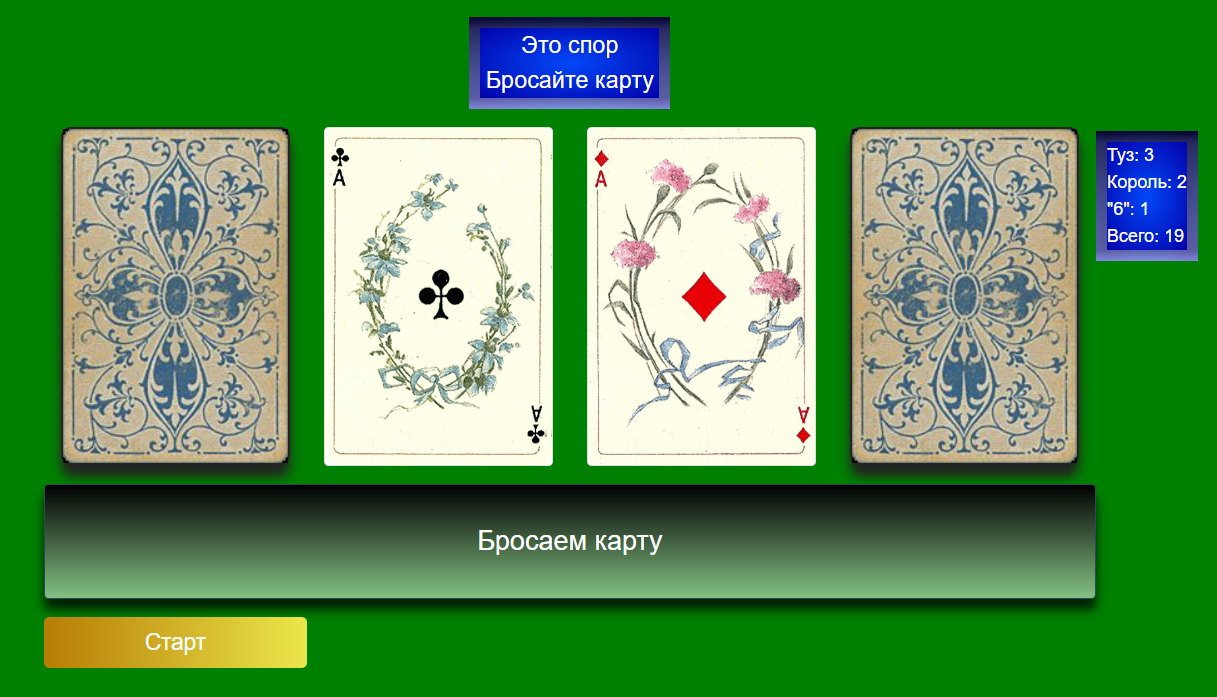 Это спор
Бросайте карту
A
A
Туз: 3
Король: 2
"6": 1
Всего: 19
A
A
Бросаем карту
Старт